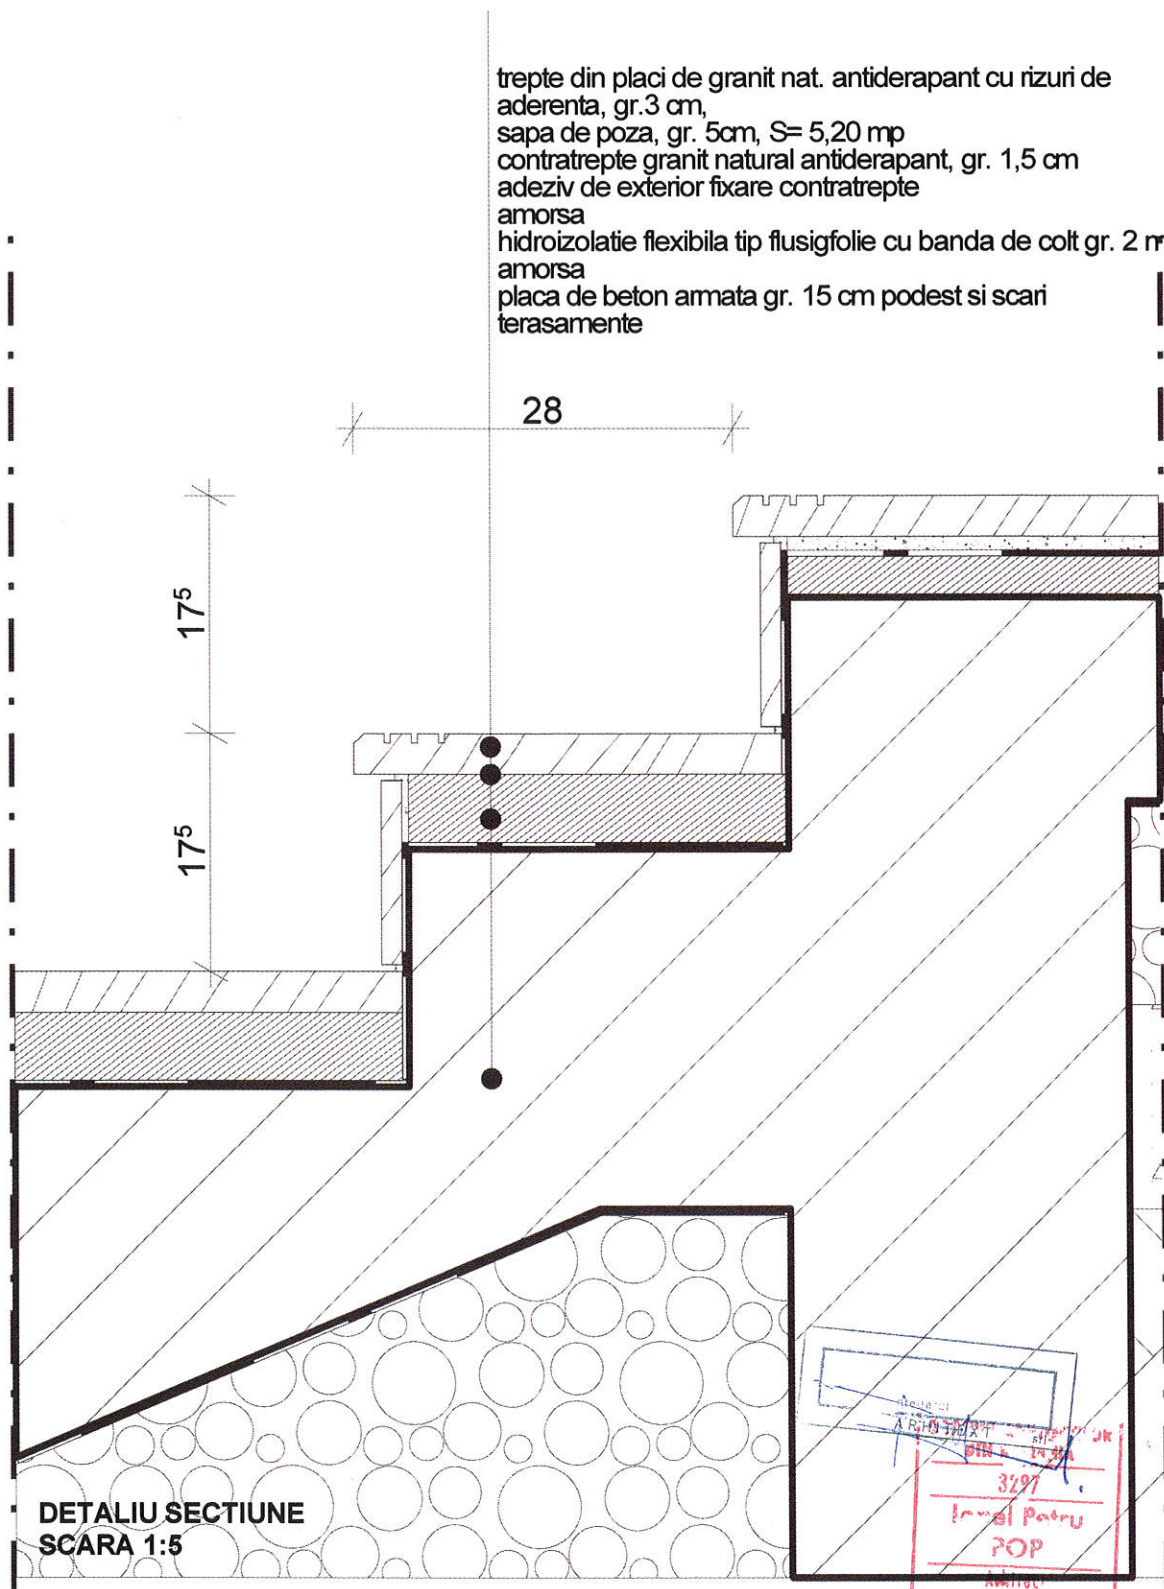 trepte din placi de granit nat. antiderapant cu rizuri de
aderenta, gr.3 cm,
sapa de poza, gr. 5cm, S= 5,20 mp
contratrepte granit natural antiderapant, gr. 1,5 cm
adeziv de exterior fixare contratrepte
amorsa
hidroizolatie flexibila tip flusigfolie cu banda de colt gr. 2
amorsa
placa de beton armata gr. 15 cm podest si scari
terasamente
28
17⁵
17⁵
DETALIU SECTIUNE
SCARA 1:5
DIN
3297
Petru
POP